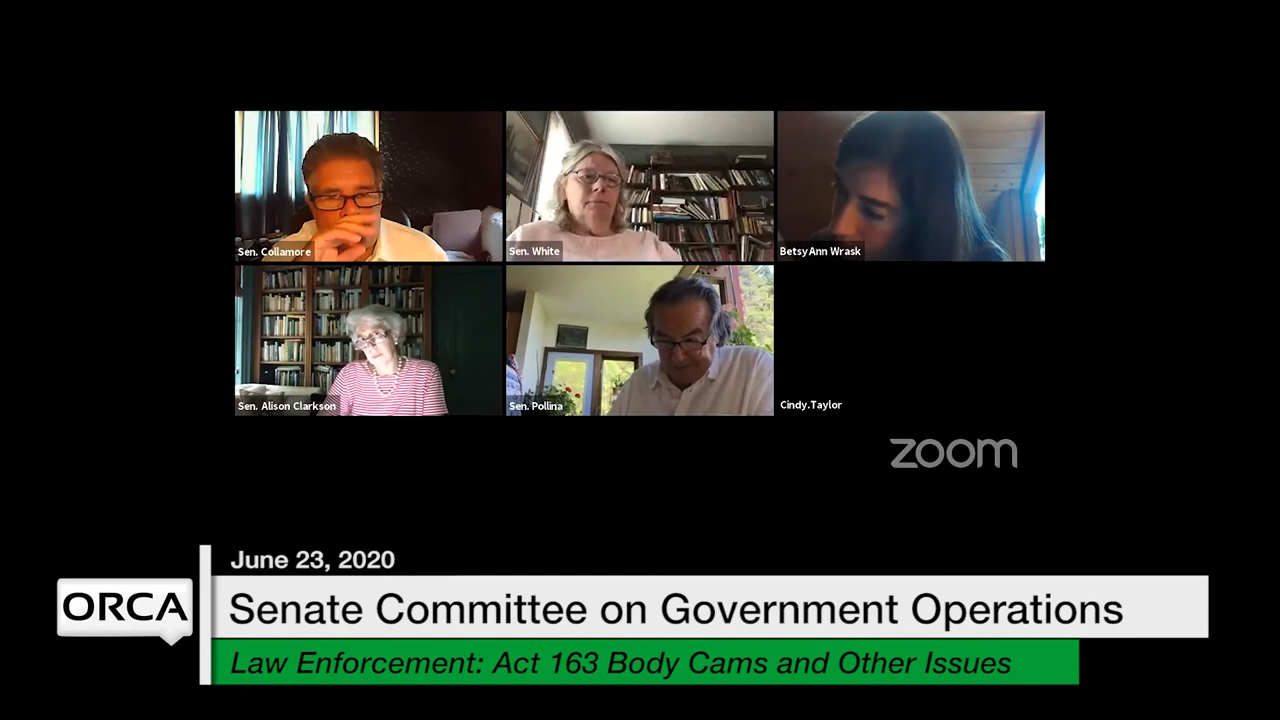 Sen. Collamore
Sen. White
Betsy Ann Wrask
Sen. Alison Clarkson
Sen. Pollina
Cindy.Taylor
zoom
June 23, 2020
ORCA
Senate Committee on Government Operations
Law Enforcement: Act 163 Body Cams and Other Issues